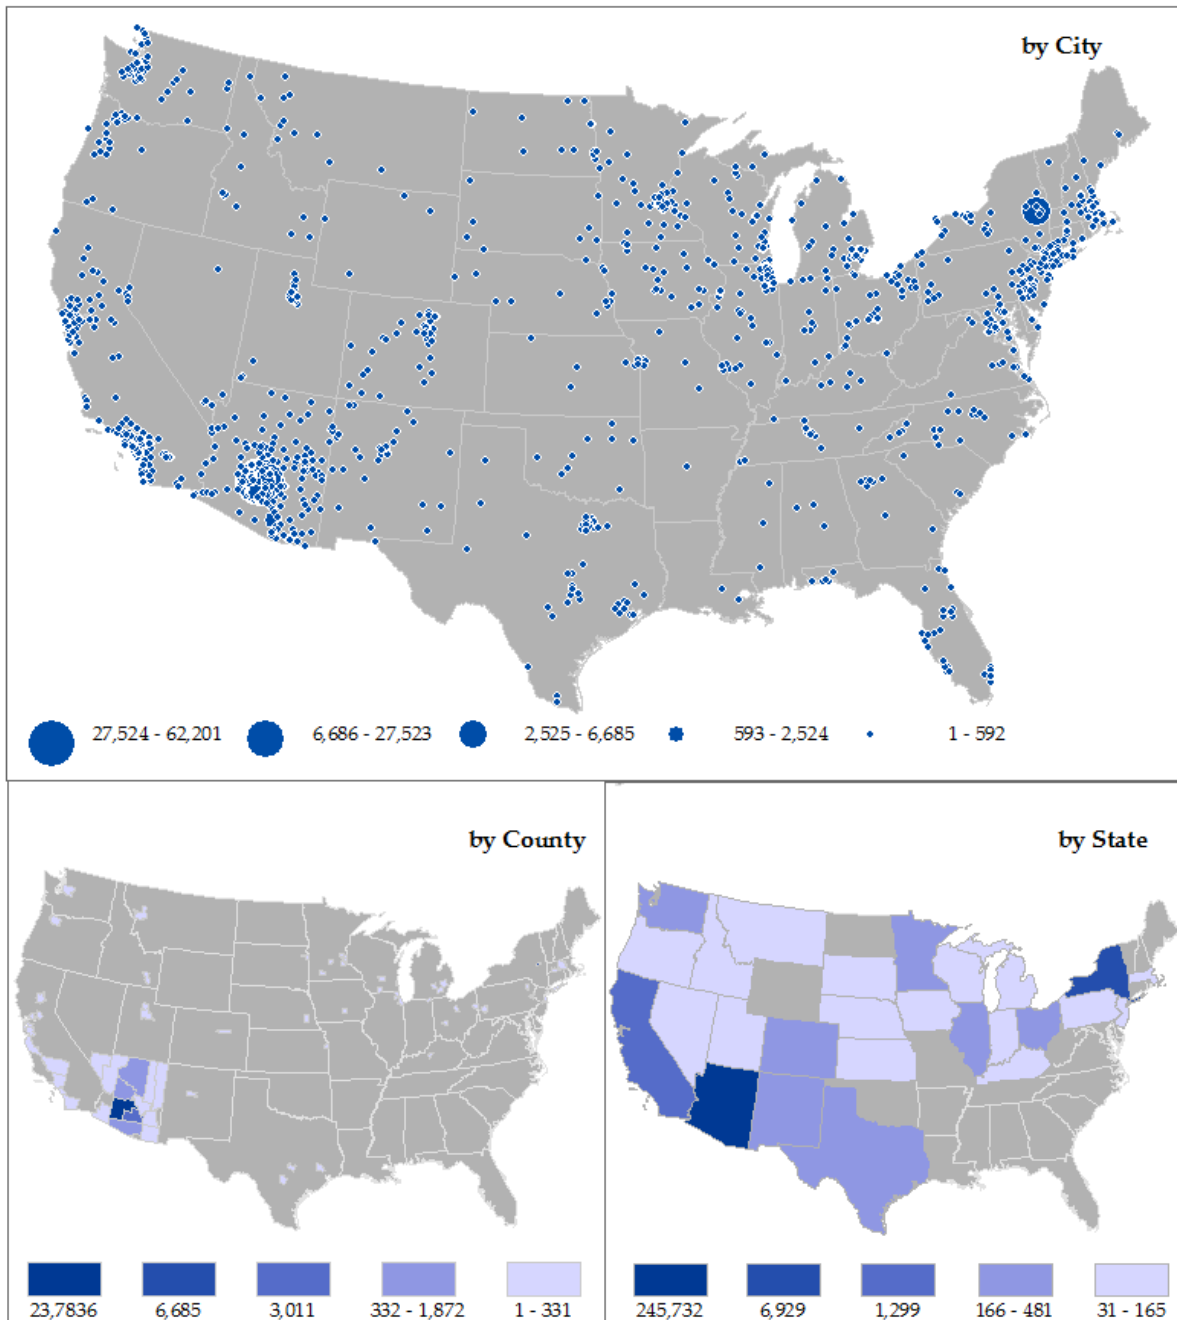 by City
27,524 - 62,201 6,686 - 27,523 2,525 - 6,685 593 - 2,524 1 - 592
by County
23,7836 6,685 3,011 332 - 1,872 1 - 331
by State
245,732 6,929 1,299 166 - 481 31 - 165